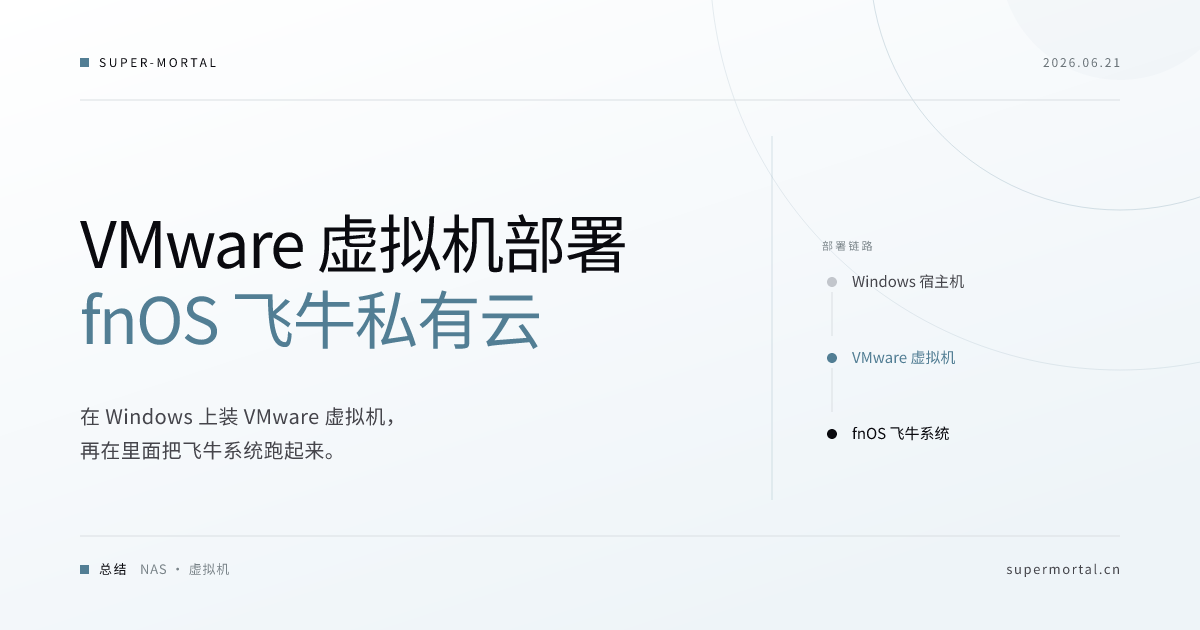 SUPER-MORTAL
2026.06.21
VMware 虚拟机部署
fnOS 飞牛私有云
在 Windows 上装 VMware 虚拟机，
再在里面把飞牛系统跑起来。
部署链路
Windows 宿主机
VMware 虚拟机
fnOS 飞牛系统
总结 NAS · 虚拟机
supermortal.cn